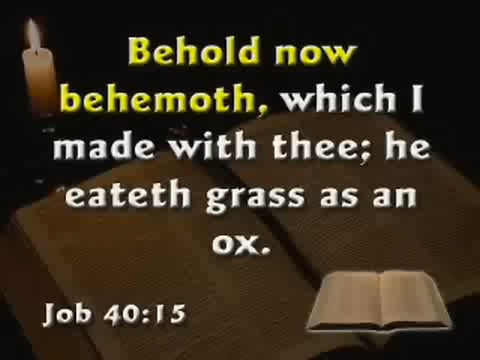 Behold now
behemoth, which I
made with thee; he
eateth grass as an
ox.
Job 40:15